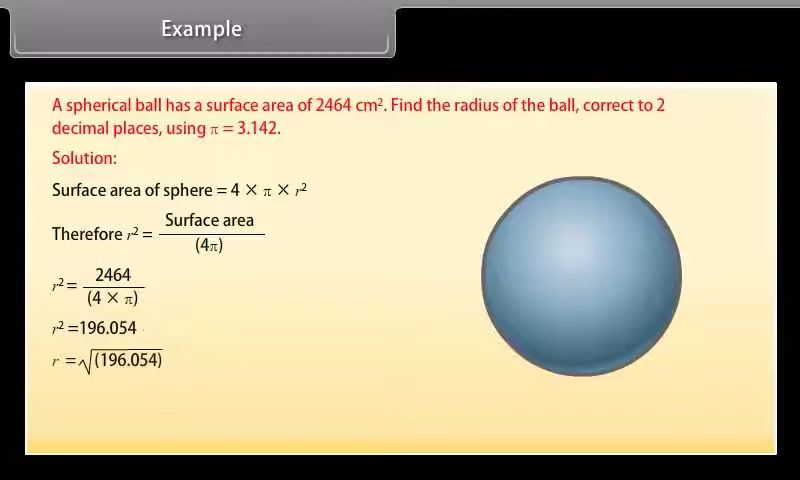 Example
A spherical ball has a surface area of 2464 cm². Find the radius of the ball, correct to 2
decimal places, using π = 3.142.
Solution:
Surface area of sphere = 4 × π × r²
Therefore r² = Surface area / (4π)
r² = 2464 / (4 × π)
r² =196.054
r = √(196.054)